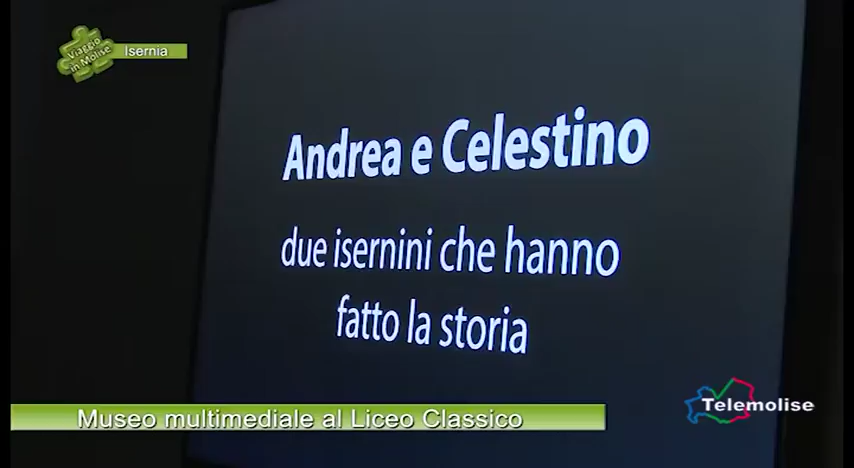 Viaggio
in Molise
Isernia
Andrea e Celestino
due isernini che hanno
fatto la storia
Museo multimediale al Liceo Classico
Telemolise